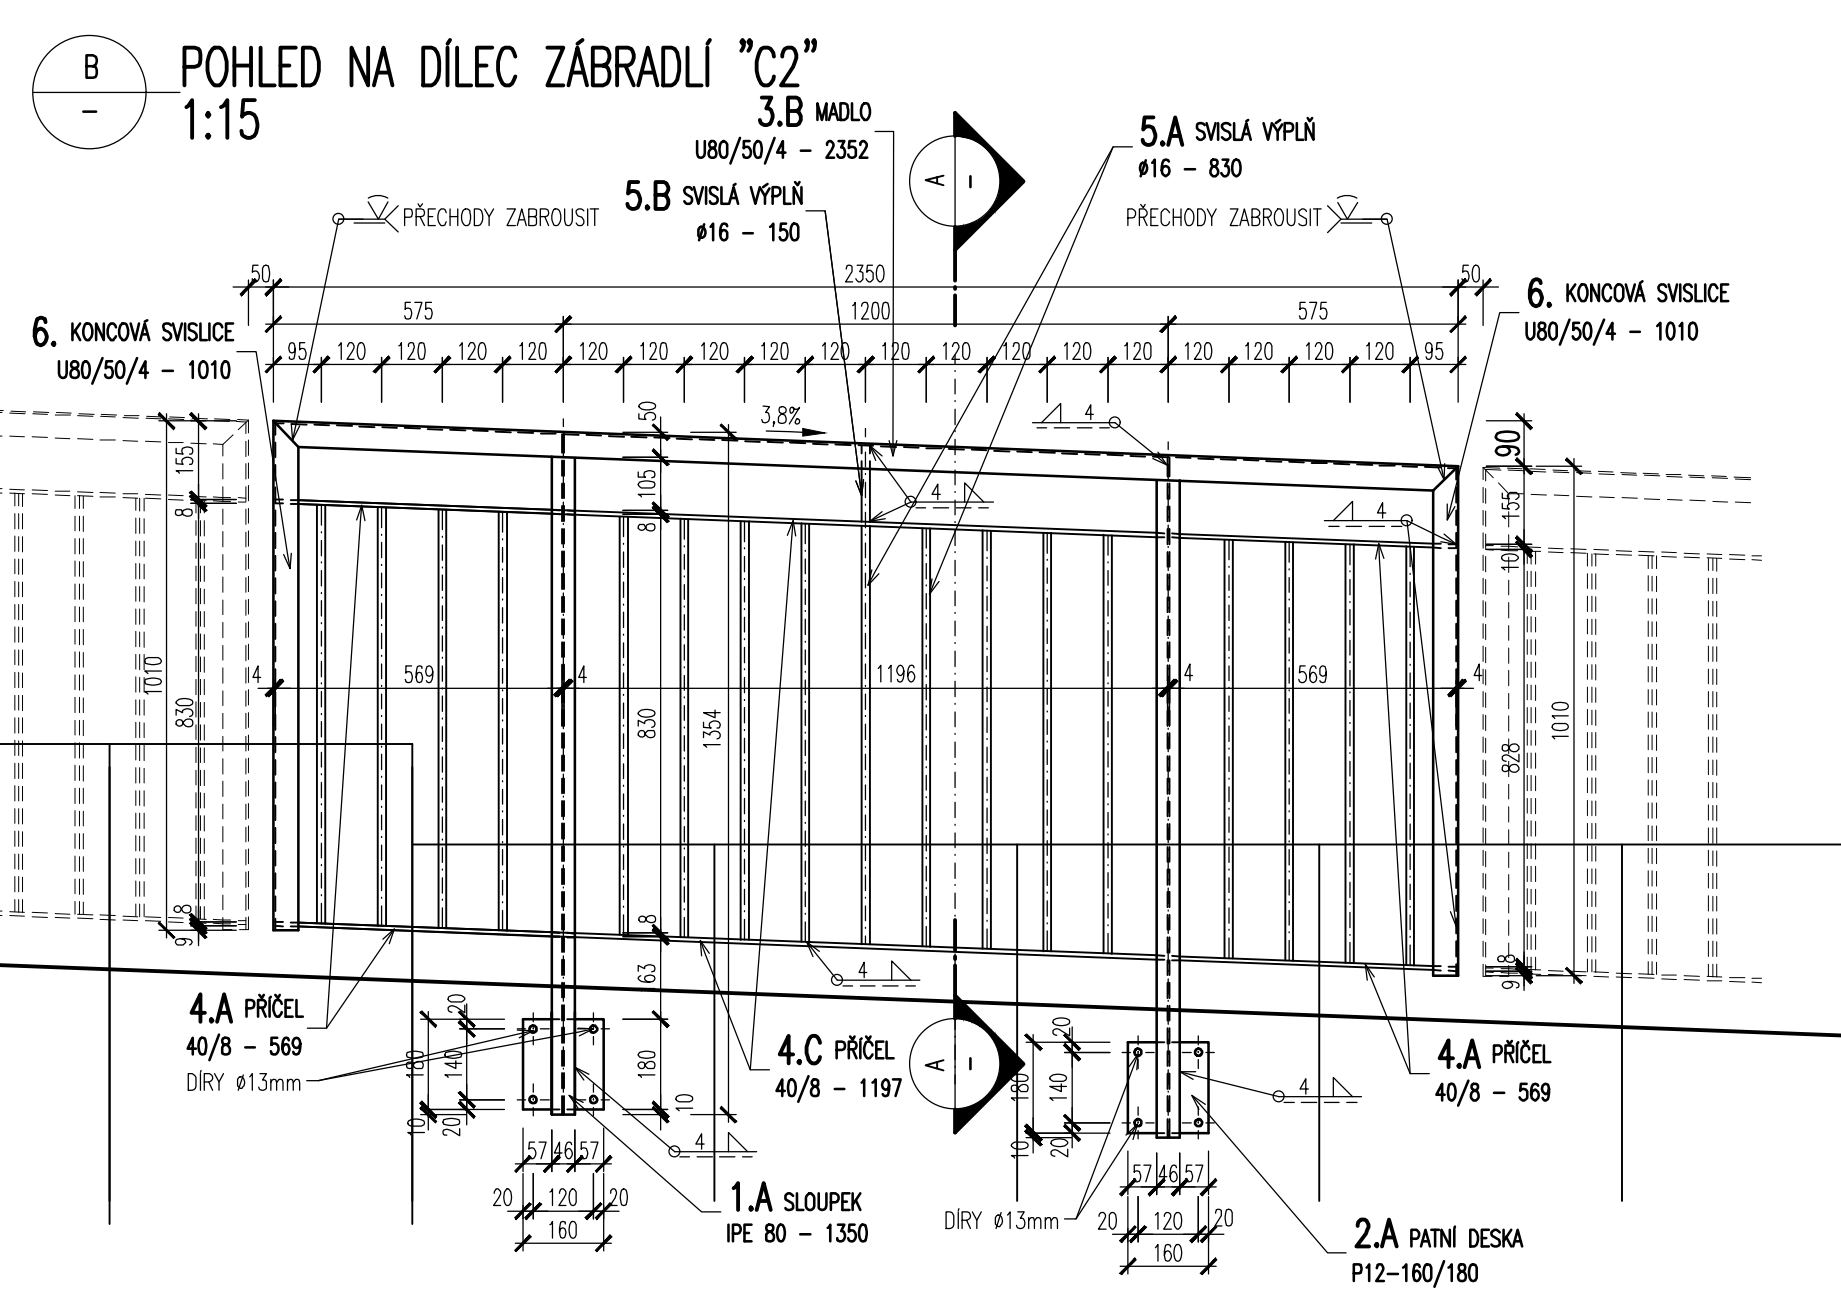 B
POHLED NA DÍLEC ZÁBRADLÍ "C2"
–
1:15
3.B MADLO
U80/50/4 – 2352
5.A SVISLÁ VÝPLŇ
ø16 – 830
A
–
5.B SVISLÁ VÝPLŇ
ø16 – 150
PŘECHODY ZABROUSIT
PŘECHODY ZABROUSIT
50
2350
50
6. KONCOVÁ SVISLICE
U80/50/4 – 1010
575
1200
575
6. KONCOVÁ SVISLICE
U80/50/4 – 1010
95 120 120 120 120 120 120 120 120 120 120 120 120 120 120 120 120 120 120 95
3,8%
4
50
90
155
105
4
4
155
8
8
10
4
569
4
1196
4
569
4
1010
830
830
1354
828
1010
8
9
8
63
4
8
9
4.A PŘÍČEL
40/8 – 569
DÍRY ø13mm
20
180
140
10
20
180
10
4.C PŘÍČEL
40/8 – 1197
A
–
20
180
140
10
20
4
4.A PŘÍČEL
40/8 – 569
4
57 46 57
20 120 20
160
1.A SLOUPEK
IPE 80 – 1350
57 46 57
DÍRY ø13mm
20 120 20
160
2.A PATNÍ DESKA
P12–160/180